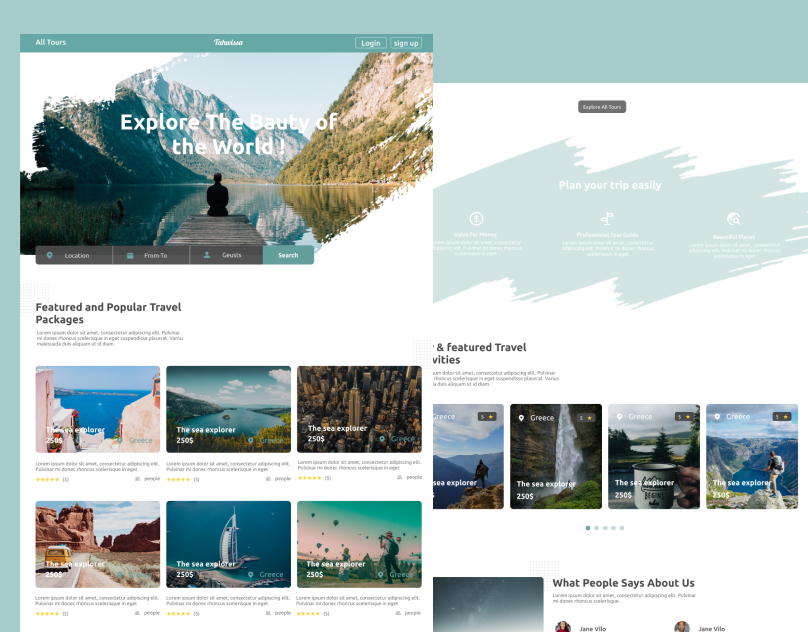 All Tours
Tahwissa
Login
sign up
Explore The Bauty of
the World !
Location
From-To
Geusts
Search
Featured and Popular Travel
Packages
Lorem ipsum dolor sit amet, consectetur adipiscing elit. Pulvinar
mi donec rhoncus scelerisque in eget suspendisse placerat. Varius
malesuada duis aliquam ut id diam.
The sea explorer
250$
Greece
The sea explorer
250$
Greece
The sea explorer
250$
Greece
Lorem ipsum dolor sit amet, consectetur adipiscing elit.
Pulvinar mi donec rhoncus scelerisque in eget
(5)
people
Lorem ipsum dolor sit amet, consectetur adipiscing elit.
Pulvinar mi donec rhoncus scelerisque in eget
(5)
people
Lorem ipsum dolor sit amet, consectetur adipiscing elit.
Pulvinar mi donec rhoncus scelerisque in eget
(5)
people
The sea explorer
250$
Greece
The sea explorer
250$
Greece
The sea explorer
250$
Greece
Lorem ipsum dolor sit amet, consectetur adipiscing elit.
Pulvinar mi donec rhoncus scelerisque in eget
(5)
people
Lorem ipsum dolor sit amet, consectetur adipiscing elit.
Pulvinar mi donec rhoncus scelerisque in eget
(5)
people
Lorem ipsum dolor sit amet, consectetur adipiscing elit.
Pulvinar mi donec rhoncus scelerisque in eget
(5)
people
Explore All Tours
Plan your trip easily
Value For Money
Lorem ipsum dolor sit amet, consectetur
adipiscing elit. Pulvinar mi donec rhoncus
scelerisque in eget
Professional Tour Guide
Lorem ipsum dolor sit amet, consectetur
adipiscing elit. Pulvinar mi donec rhoncus
scelerisque in eget
Beautiful Places
Lorem ipsum dolor sit amet, consectetur
adipiscing elit. Pulvinar mi donec rhoncus
scelerisque in eget
& featured Travel
vities
dolor sit amet, consectetur adipiscing elit. Pulvinar
rhoncus scelerisque in eget suspendisse placerat. Varius
duis aliquam ut id diam.
Greece
5
sea explorer
Greece
5
The sea explorer
250$
Greece
5
BEGINS
The sea explorer
250$
Greece
5
The sea explorer
250$
What People Says About Us
Lorem ipsum dolor sit amet, consectetur adipiscing elit. Pulvinar
mi donec rhoncus scelerisque .
Jane Vilo
Jane Vilo